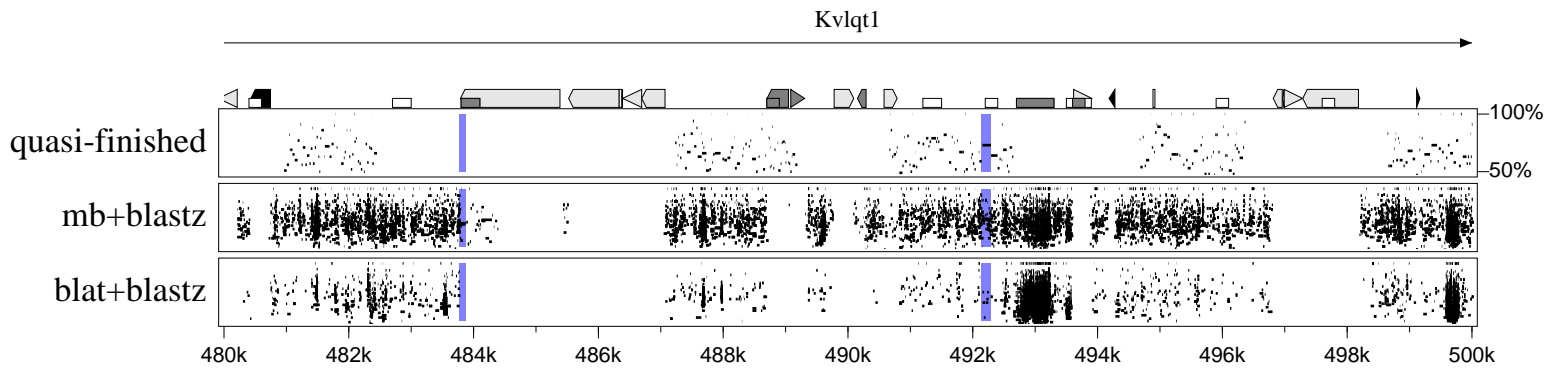 Kvlqt1
100%
quasi-finished
50%
mb+blastz
blat+blastz
480k 482k 484k 486k 488k 490k 492k 494k 496k 498k 500k